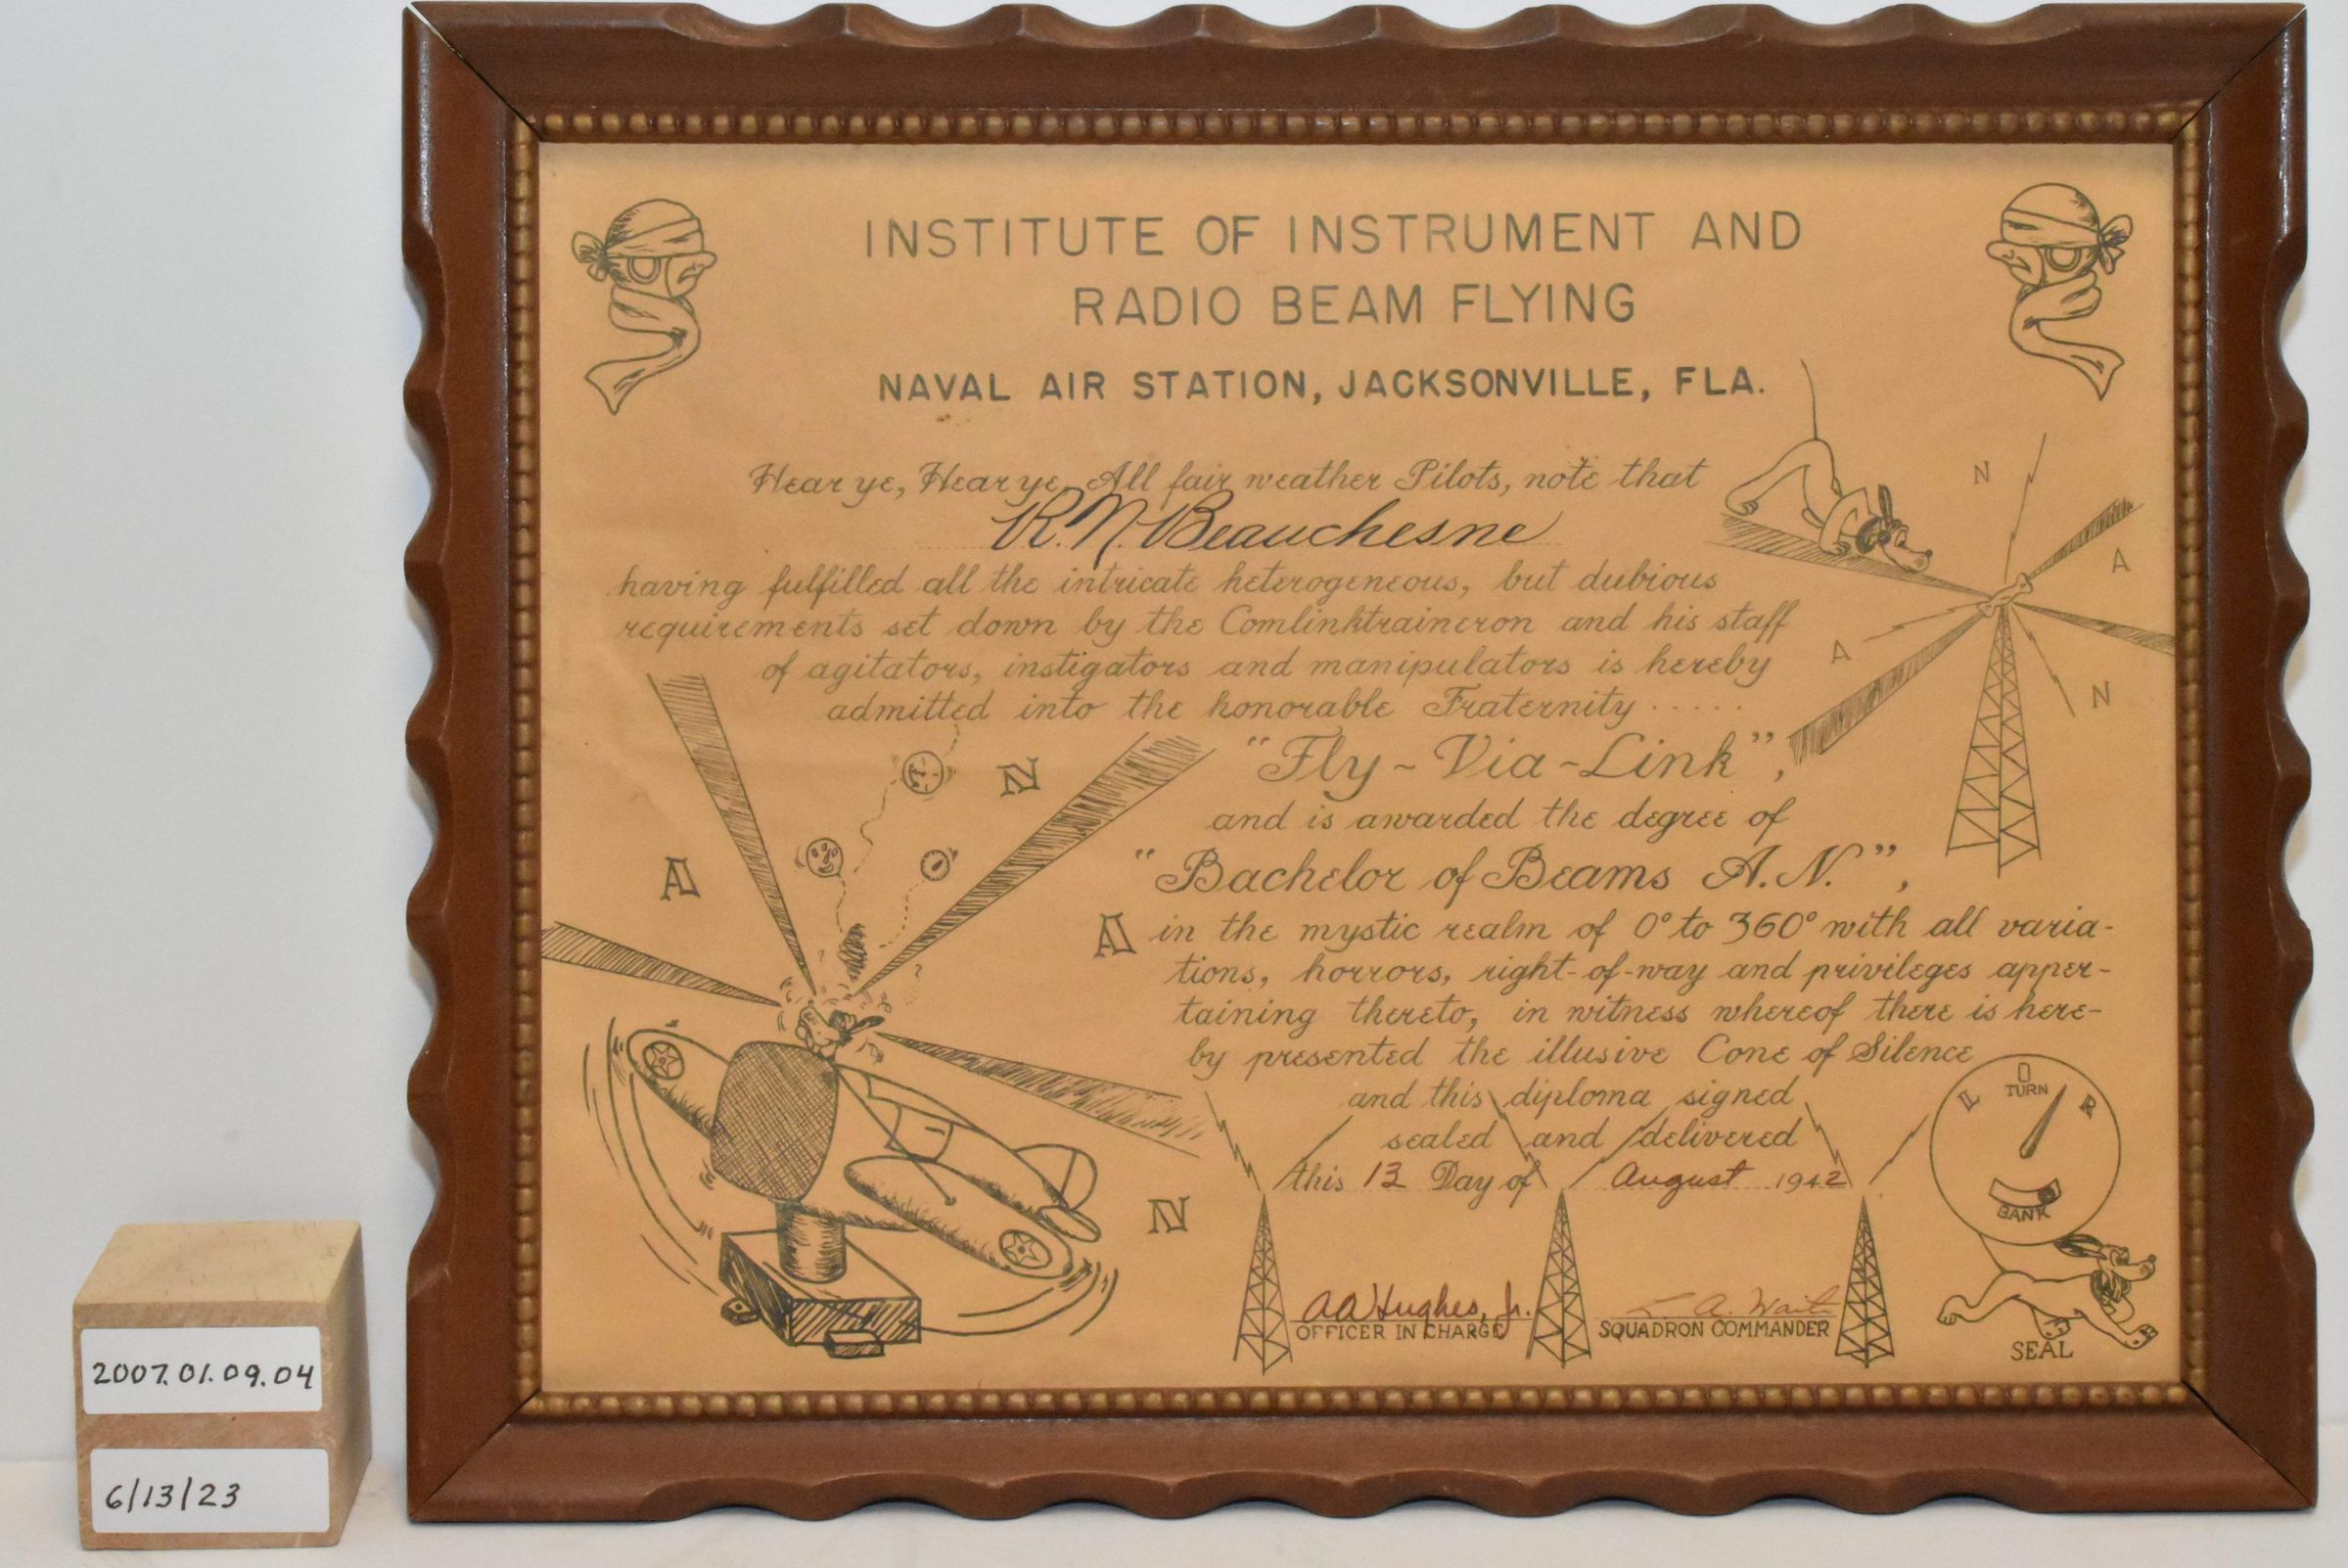 INSTITUTE OF INSTRUMENT AND
RADIO BEAM FLYING
NAVAL AIR STATION, JACKSONVILLE, FLA.
Hear ye, Hear ye, All fair weather Pilots, note that
R.N. Beauchesne
having fulfilled all the intricate heterogeneous, but dubious
requirements set down by the Comlinktraineron and his staff
of agitators, instigators and manipulators is hereby
admitted into the honorable Fraternity .....
"Fly-Via-Link",
and is awarded the degree of
"Bachelor of Beams A.N.",
in the mystic realm of 0° to 360° with all varia-
tions, horrors, right-of-way and privileges apper-
taining thereto, in witness whereof there is here-
by presented the illusive Cone of Silence
and this diploma signed
sealed and delivered
this 13 Day of August 1942
AA Hughes, Jr.
OFFICER IN CHARGE
A. Waite
SQUADRON COMMANDER
N
A
A
N
N
A
A
N
L
0
TURN
R
BANK
SEAL
2007.01.09.04
6/13/23